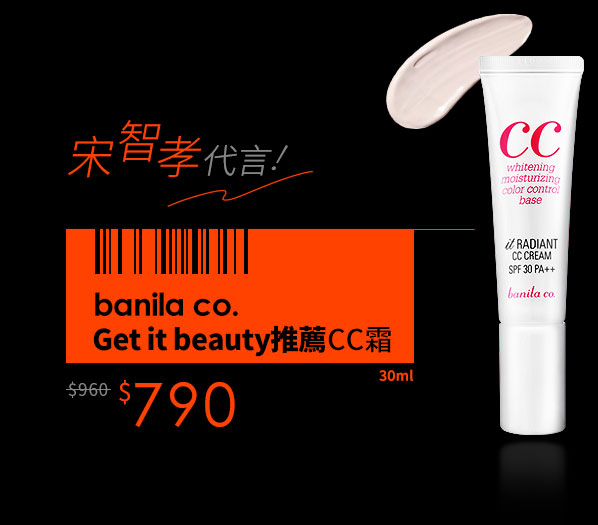 宋智孝代言!
banila co.
Get it beauty推薦CC霜
30ml
$960 $790
CC
whitening
moisturizing
color control
base
it RADIANT
CC CREAM
SPF 30 PA++
banila co.